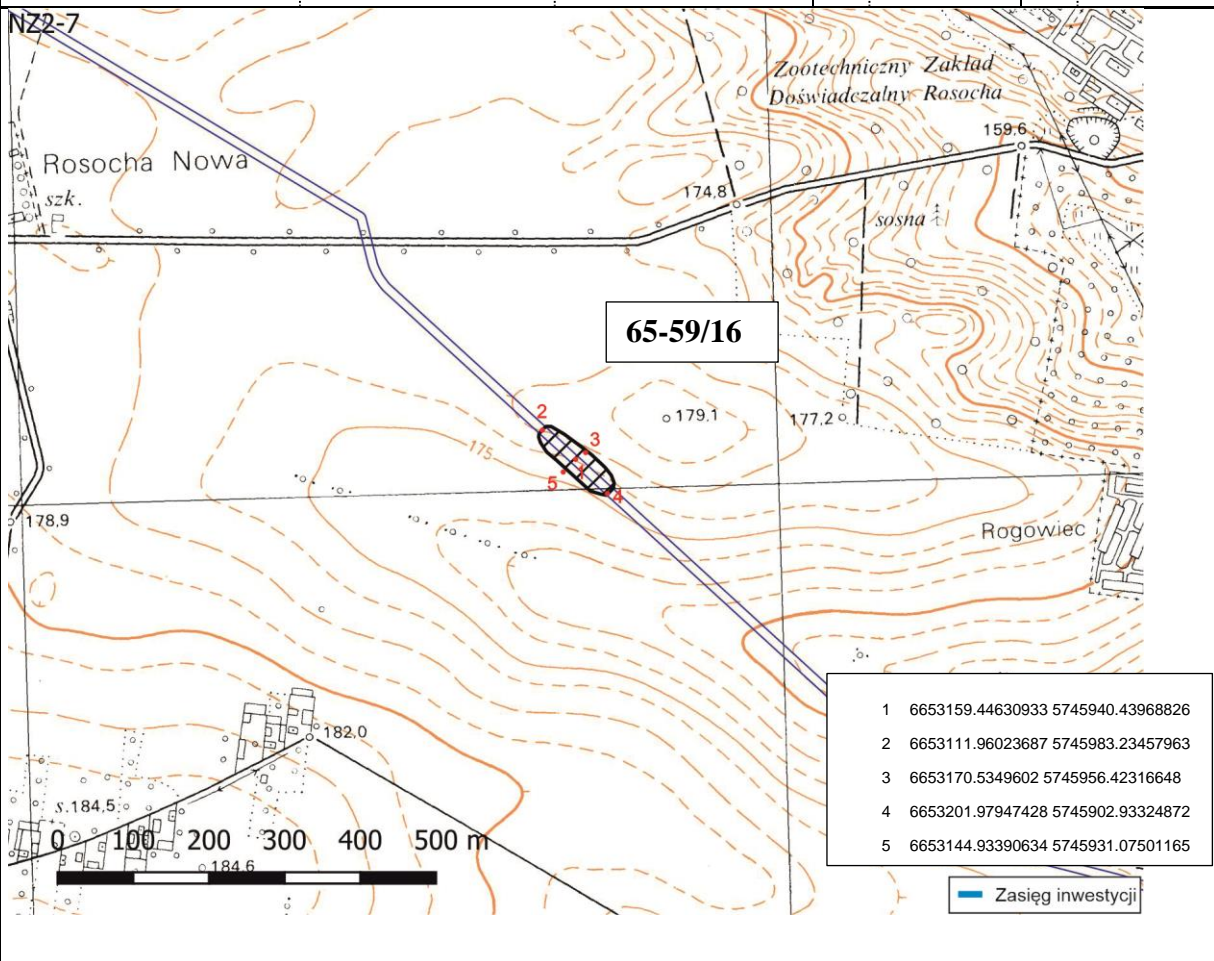 NZ2-7
Zootechniczny Zakład
Doświadczalny Rosocha
159.6
Rosocha Nowa
szk.
174,8
sosna
65-59/16
179.1
177,2
2
3
175
5
1
4
178,9
Rogowiec
182,0
s.184,5
0 100 200 300 400 500 m
184.6
1 6653159.44630933 5745940.43968826
2 6653111.96023687 5745983.23457963
3 6653170.5349602 5745956.42316648
4 6653201.97947428 5745902.93324872
5 6653144.93390634 5745931.07501165
Zasięg inwestycji